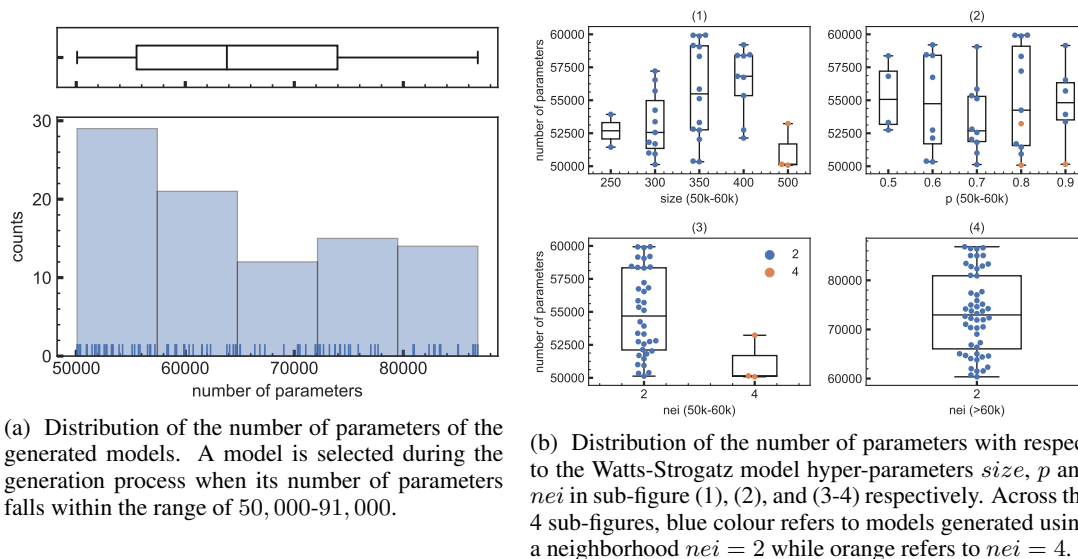 30
20
10
0
counts
50000 60000 70000 80000
number of parameters
(a) Distribution of the number of parameters of the
generated models. A model is selected during the
generation process when its number of parameters
falls within the range of 50,000-91,000.
(1)
number of parameters
60000
57500
55000
52500
50000
250 300 350 400 500
size (50k-60k)
(2)
60000
57500
55000
52500
50000
0.5 0.6 0.7 0.8 0.9
p (50k-60k)
(3)
number of parameters
60000
57500
55000
52500
50000
2
4
2 4
nei (50k-60k)
(4)
80000
70000
60000
2
nei (>60k)
(b) Distribution of the number of parameters with respec
to the Watts-Strogatz model hyper-parameters size, p an
nei in sub-figure (1), (2), and (3-4) respectively. Across th
4 sub-figures, blue colour refers to models generated usin
a neighborhood nei = 2 while orange refers to nei = 4.